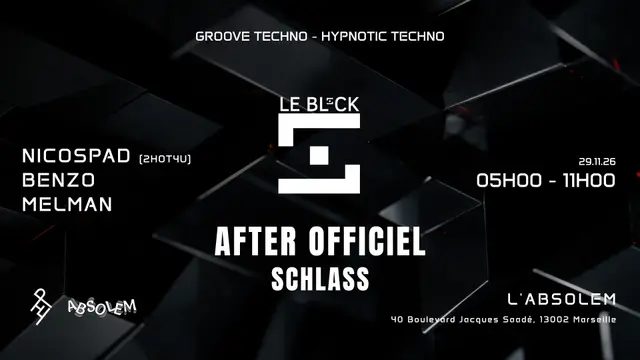 GROOVE TECHNO - HYPNOTIC TECHNO
LE BLCK
NICOSPAD (2HOT4U)
BENZO
MELMAN
29.11.26
05H00 - 11H00
AFTER OFFICIEL
SCHLASS
ABSOLEM
L'ABSOLEM
40 Boulevard Jacques Saadé, 13002 Marseille